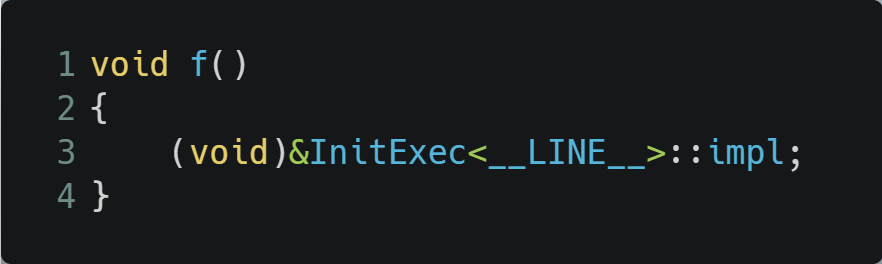 1 void f()
2 {
3     (void)&InitExec<__LINE__>::impl;
4 }